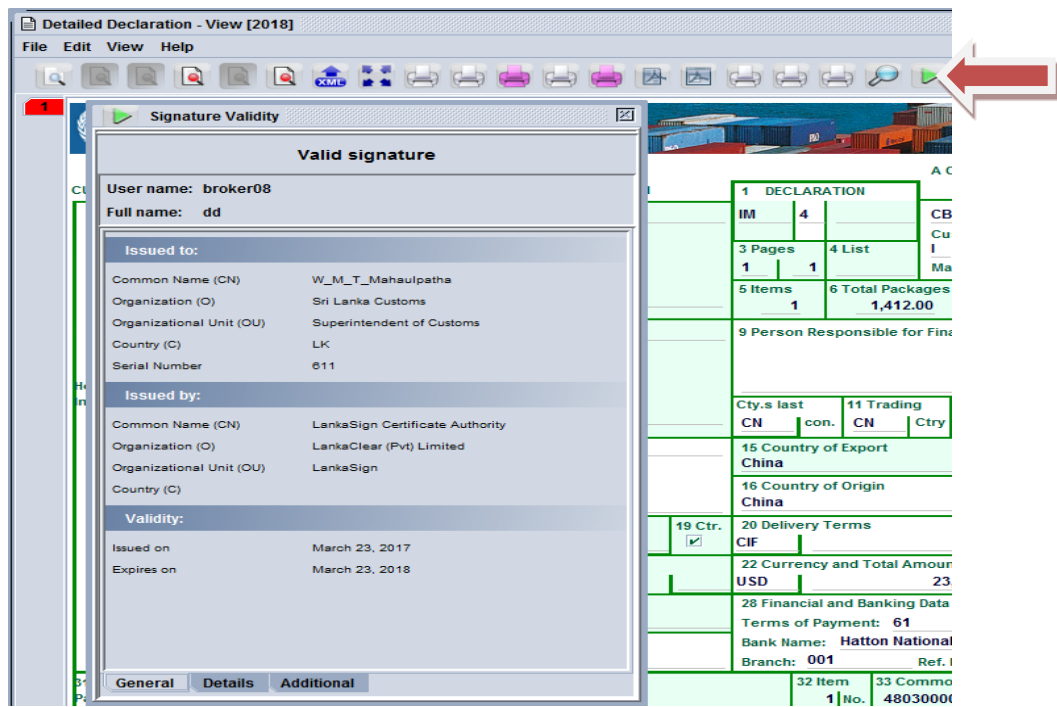 Detailed Declaration - View [2018]
File Edit View Help
XML
1
Signature Validity
Valid signature
User name: broker08
Full name: dd
Issued to:
Common Name (CN) W_M_T_Mahaulpatha
Organization (O) Sri Lanka Customs
Organizational Unit (OU) Superintendent of Customs
Country (C) LK
Serial Number 611
Issued by:
Common Name (CN) LankaSign Certificate Authority
Organization (O) LankaClear (Pvt) Limited
Organizational Unit (OU) LankaSign
Country (C)
Validity:
Issued on March 23, 2017
Expires on March 23, 2018
General Details Additional
A C
1 DECLARATION
IM 4 CB
Cu
3 Pages 4 List I
1 1 Ma
5 Items 6 Total Packages
1 1,412.00
9 Person Responsible for Fina
Cty.s last 11 Trading
CN con. CN Ctry
15 Country of Export
China
16 Country of Origin
China
19 Ctr. 20 Delivery Terms
CIF
22 Currency and Total Amoun
USD 23
28 Financial and Banking Data
Terms of Payment: 61
Bank Name: Hatton National
Branch: 001 Ref.
32 Item 33 Commo
1 No. 4803000